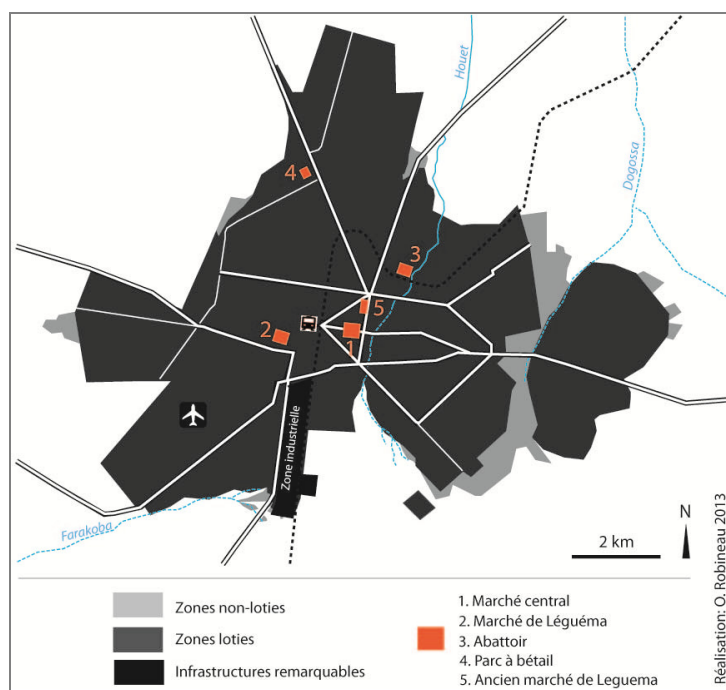 Houet
Dogossa
4
3
5
2
1
Zone industrielle
Farakoba
N
2 km
Réalisation: O. Robineau 2013
Zones non-loties
Zones loties
Infrastructures remarquables
1. Marché central
2. Marché de Léguéma
3. Abattoir
4. Parc à bétail
5. Ancien marché de Leguema